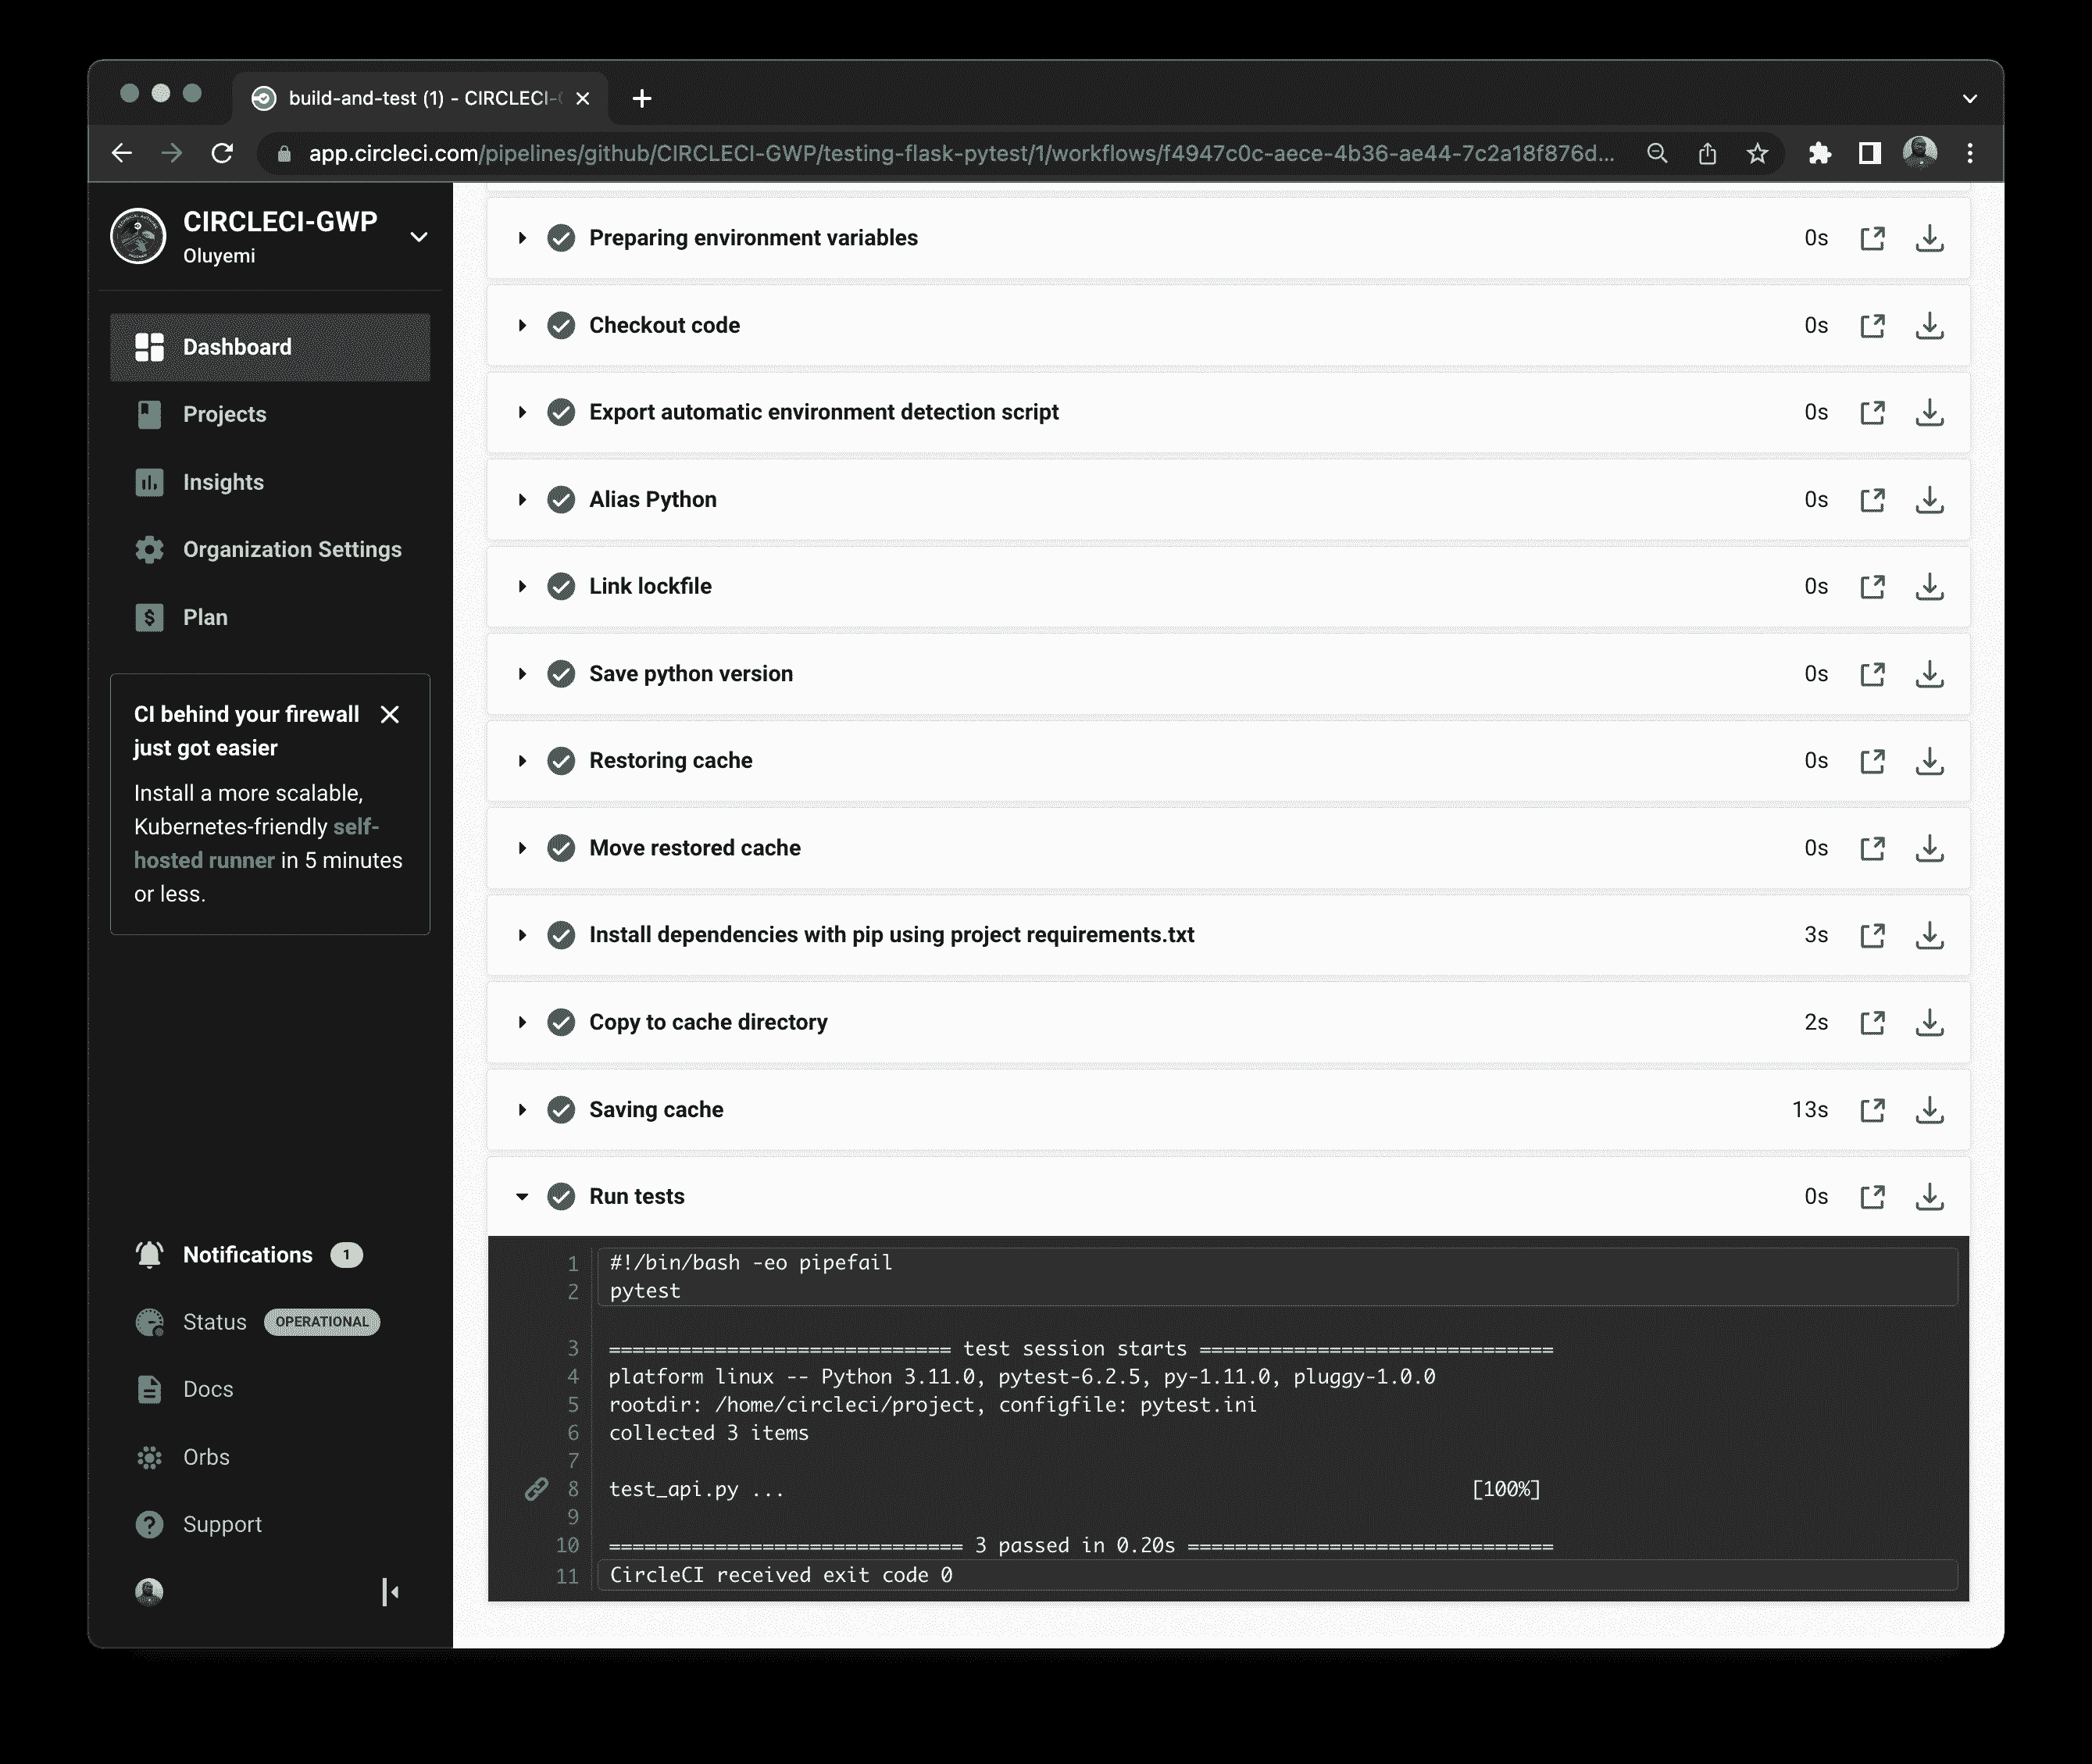 build-and-test (1) - CIRCLECI-
app.circleci.com/pipelines/github/CIRCLECI-GWP/testing-flask-pytest/1/workflows/f4947c0c-aece-4b36-ae44-7c2a18f876d...
CIRCLECI-GWP
Oluyemi
Dashboard
Projects
Insights
Organization Settings
Plan
CI behind your firewall
just got easier
Install a more scalable,
Kubernetes-friendly self-
hosted runner in 5 minutes
or less.
Notifications 1
Status OPERATIONAL
Docs
Orbs
Support
Preparing environment variables 0s
Checkout code 0s
Export automatic environment detection script 0s
Alias Python 0s
Link lockfile 0s
Save python version 0s
Restoring cache 0s
Move restored cache 0s
Install dependencies with pip using project requirements.txt 3s
Copy to cache directory 2s
Saving cache 13s
Run tests 0s
1 #!/bin/bash -eo pipefail
2 pytest
3 ============================= test session starts ==============================
4 platform linux -- Python 3.11.0, pytest-6.2.5, py-1.11.0, pluggy-1.0.0
5 rootdir: /home/circleci/project, configfile: pytest.ini
6 collected 3 items
7
8 test_api.py ... [100%]
9
10 ============================== 3 passed in 0.20s ===============================
11 CircleCI received exit code 0